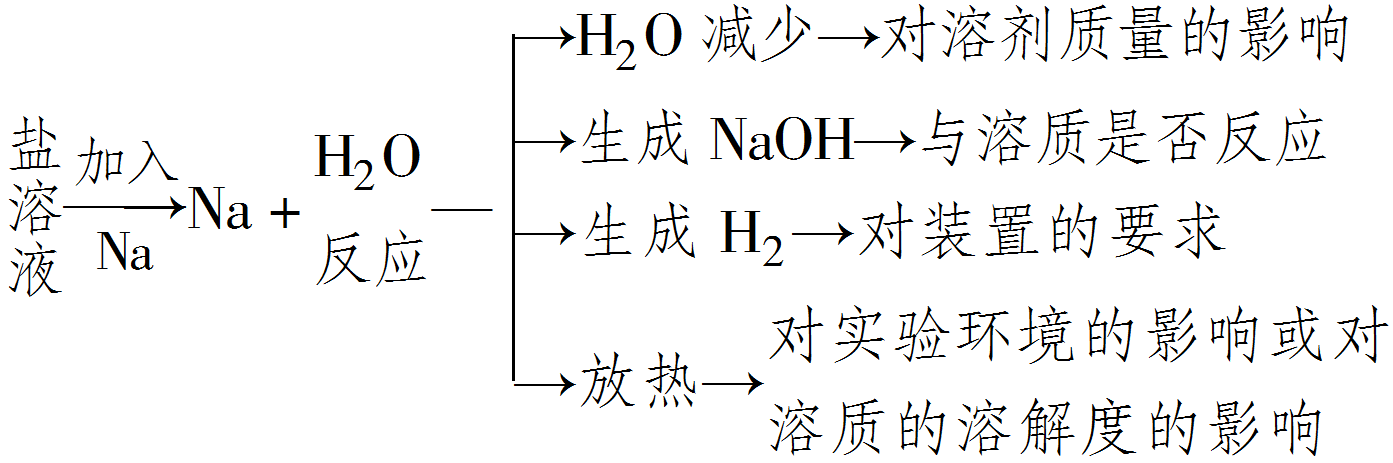 H₂O 减少→对溶剂质量的影响
盐溶液 加入 Na → Na + H₂O 反应
生成 NaOH→与溶质是否反应
生成 H₂→对装置的要求
放热→对实验环境的影响或对
溶质的溶解度的影响